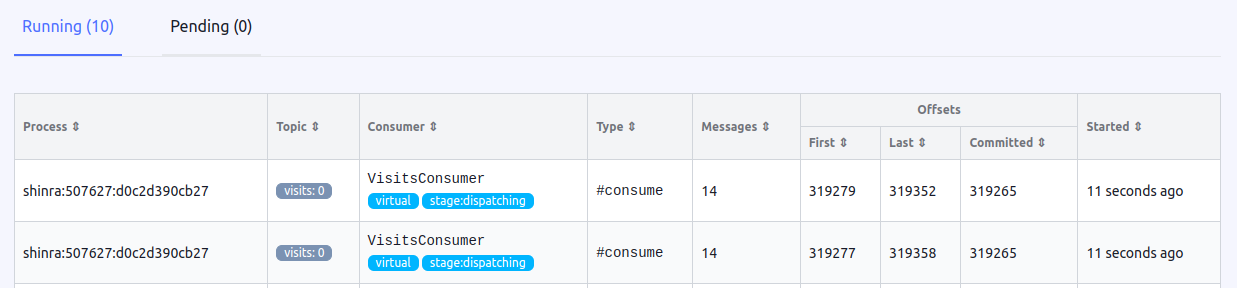 Running (10) Pending (0)
Offsets
Process ⇕ Topic ⇕ Consumer ⇕ Type ⇕ Messages ⇕ Started ⇕
First ⇕ Last ⇕ Committed ⇕
VisitsConsumer
shinra:507627:d0c2d390cb27 visits: 0 #consume 14 319279 319352 319265 11 seconds ago
virtual stage:dispatching
VisitsConsumer
shinra:507627:d0c2d390cb27 visits: 0 #consume 14 319277 319358 319265 11 seconds ago
virtual stage:dispatching